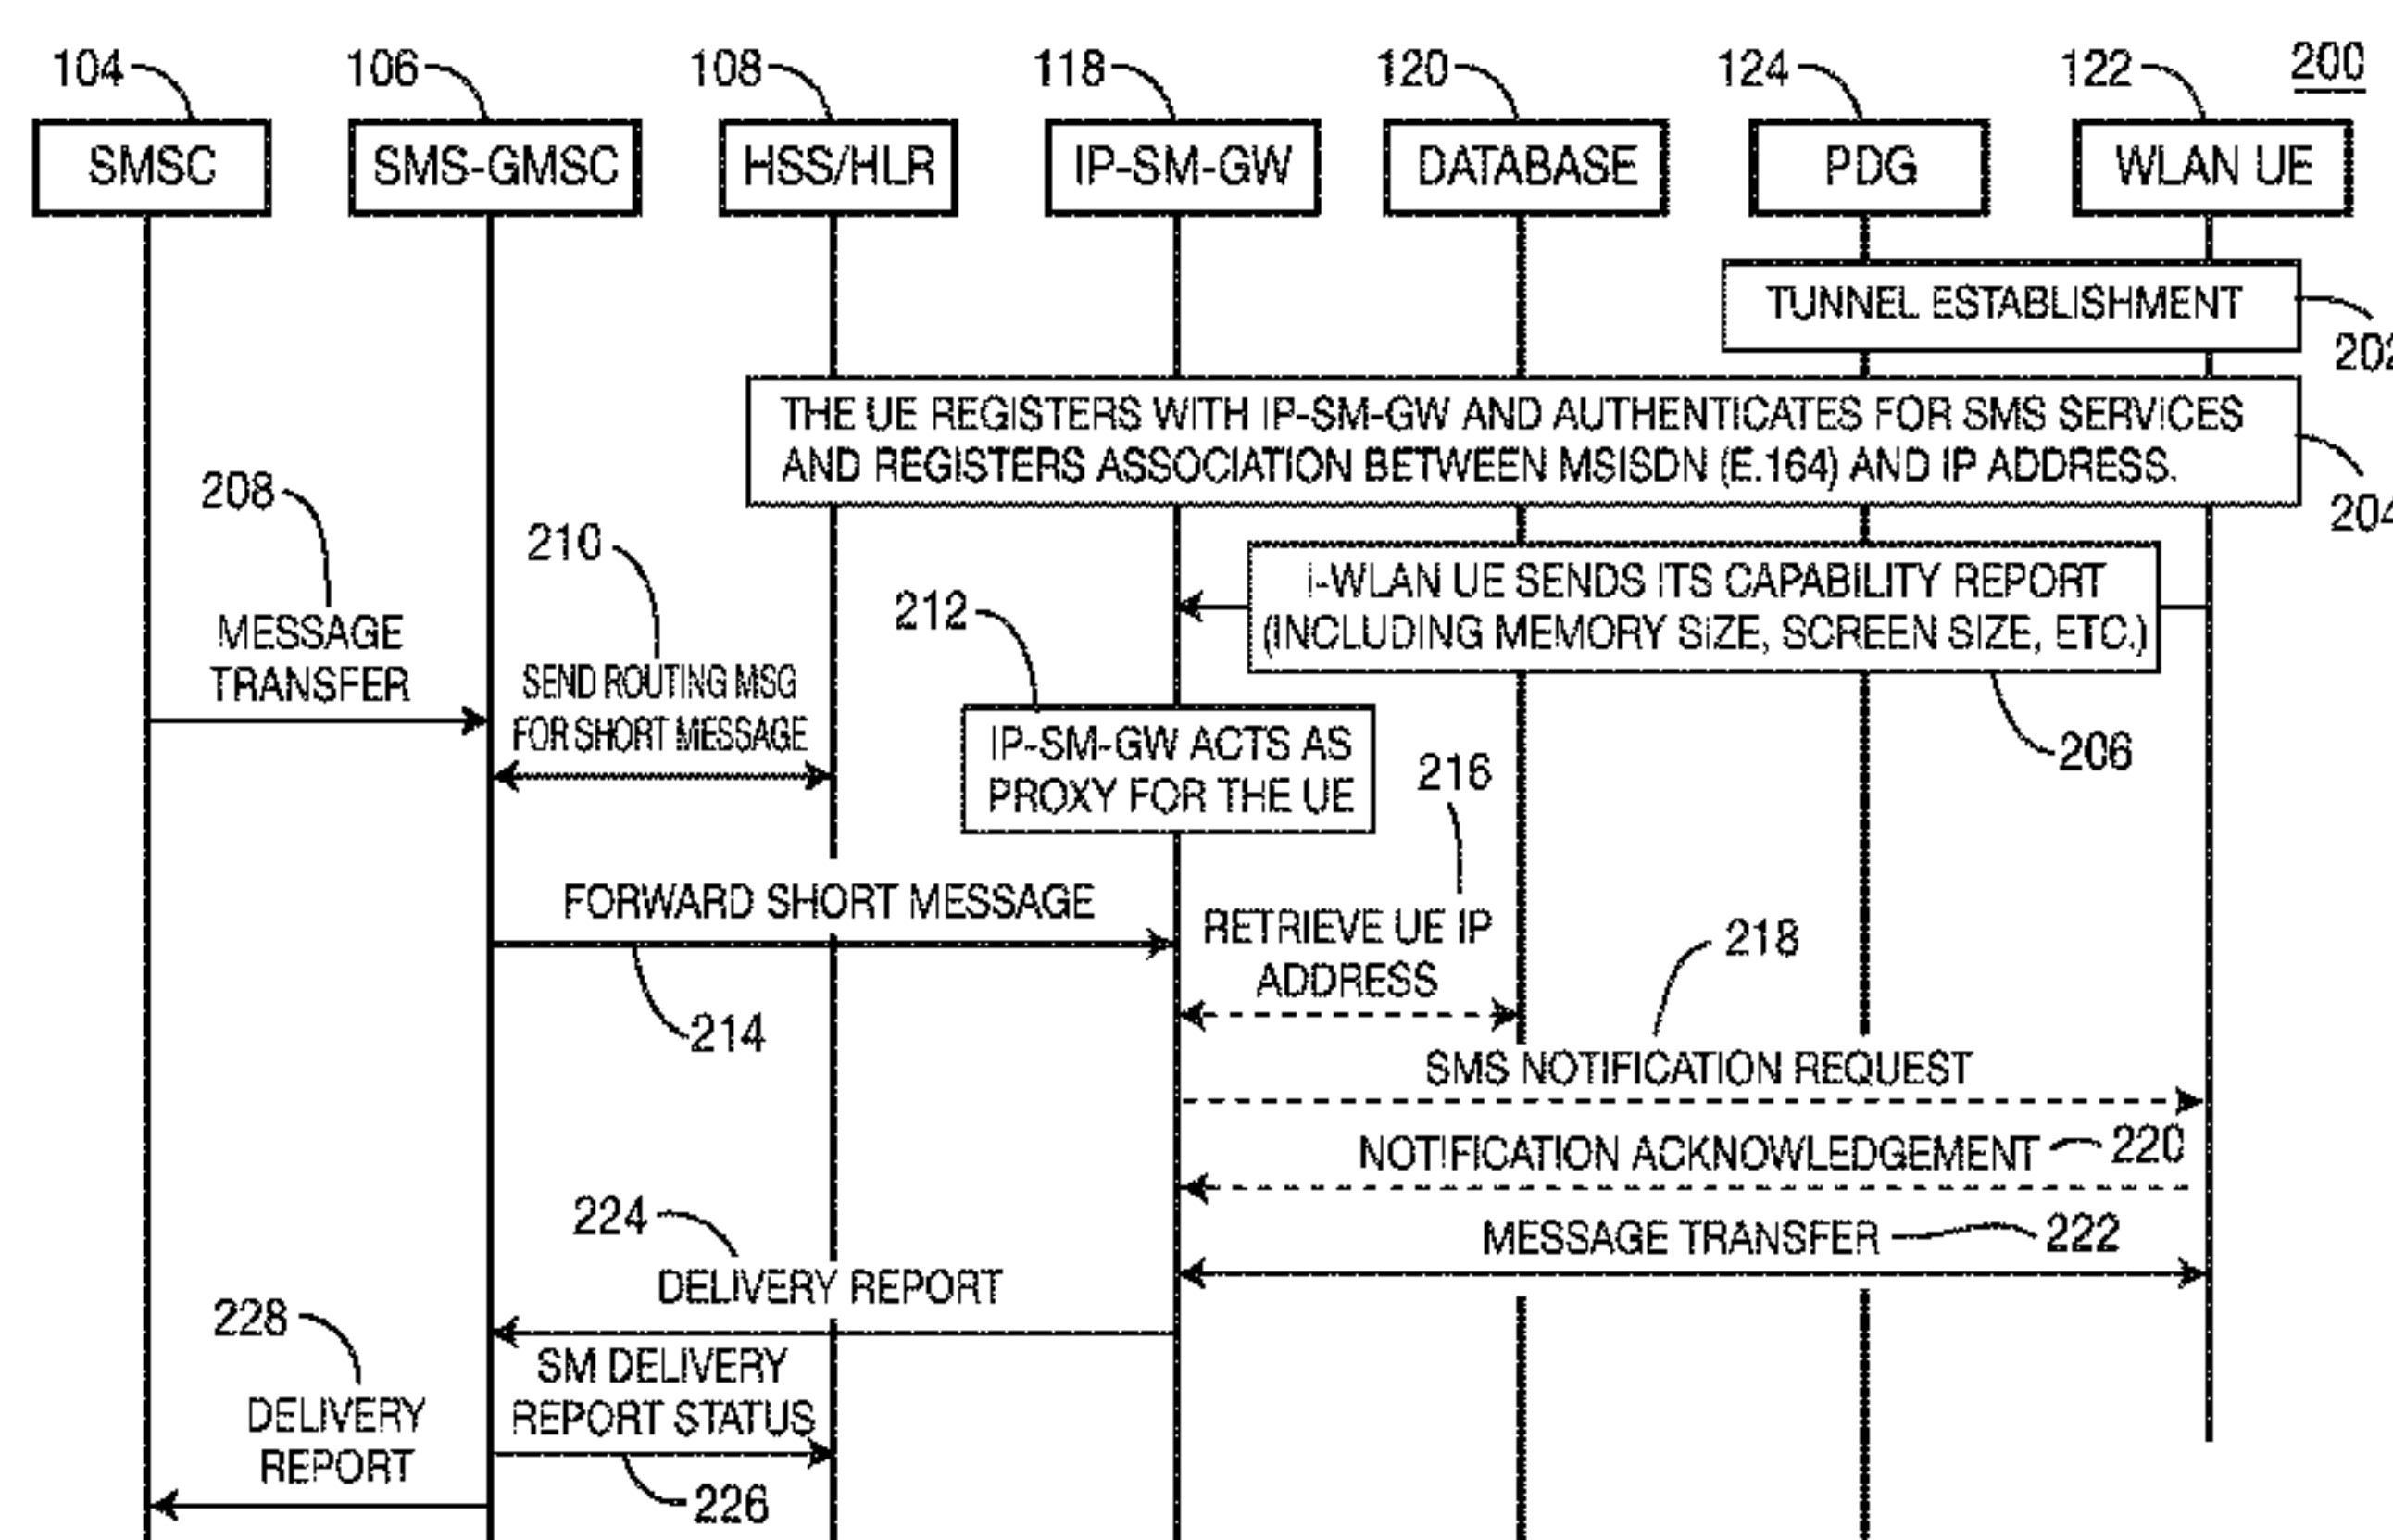 104 106 108 118 120 124 122 200
SMSC SMS-GMSC HSS/HLR IP-SM-GW DATABASE PDG WLAN UE
TUNNEL ESTABLISHMENT
202
THE UE REGISTERS WITH IP-SM-GW AND AUTHENTICATES FOR SMS SERVICES
AND REGISTERS ASSOCIATION BETWEEN MSISDN (E.164) AND IP ADDRESS.
204
208
MESSAGE
TRANSFER
210
SEND ROUTING MSG
FOR SHORT MESSAGE
i-WLAN UE SENDS ITS CAPABILITY REPORT
(INCLUDING MEMORY SIZE, SCREEN SIZE, ETC.)
206
212
IP-SM-GW ACTS AS
PROXY FOR THE UE
FORWARD SHORT MESSAGE
214
216
RETRIEVE UE IP
ADDRESS
218
SMS NOTIFICATION REQUEST
NOTIFICATION ACKNOWLEDGEMENT 220
MESSAGE TRANSFER 222
224
DELIVERY REPORT
SM DELIVERY
REPORT STATUS
226
228
DELIVERY
REPORT